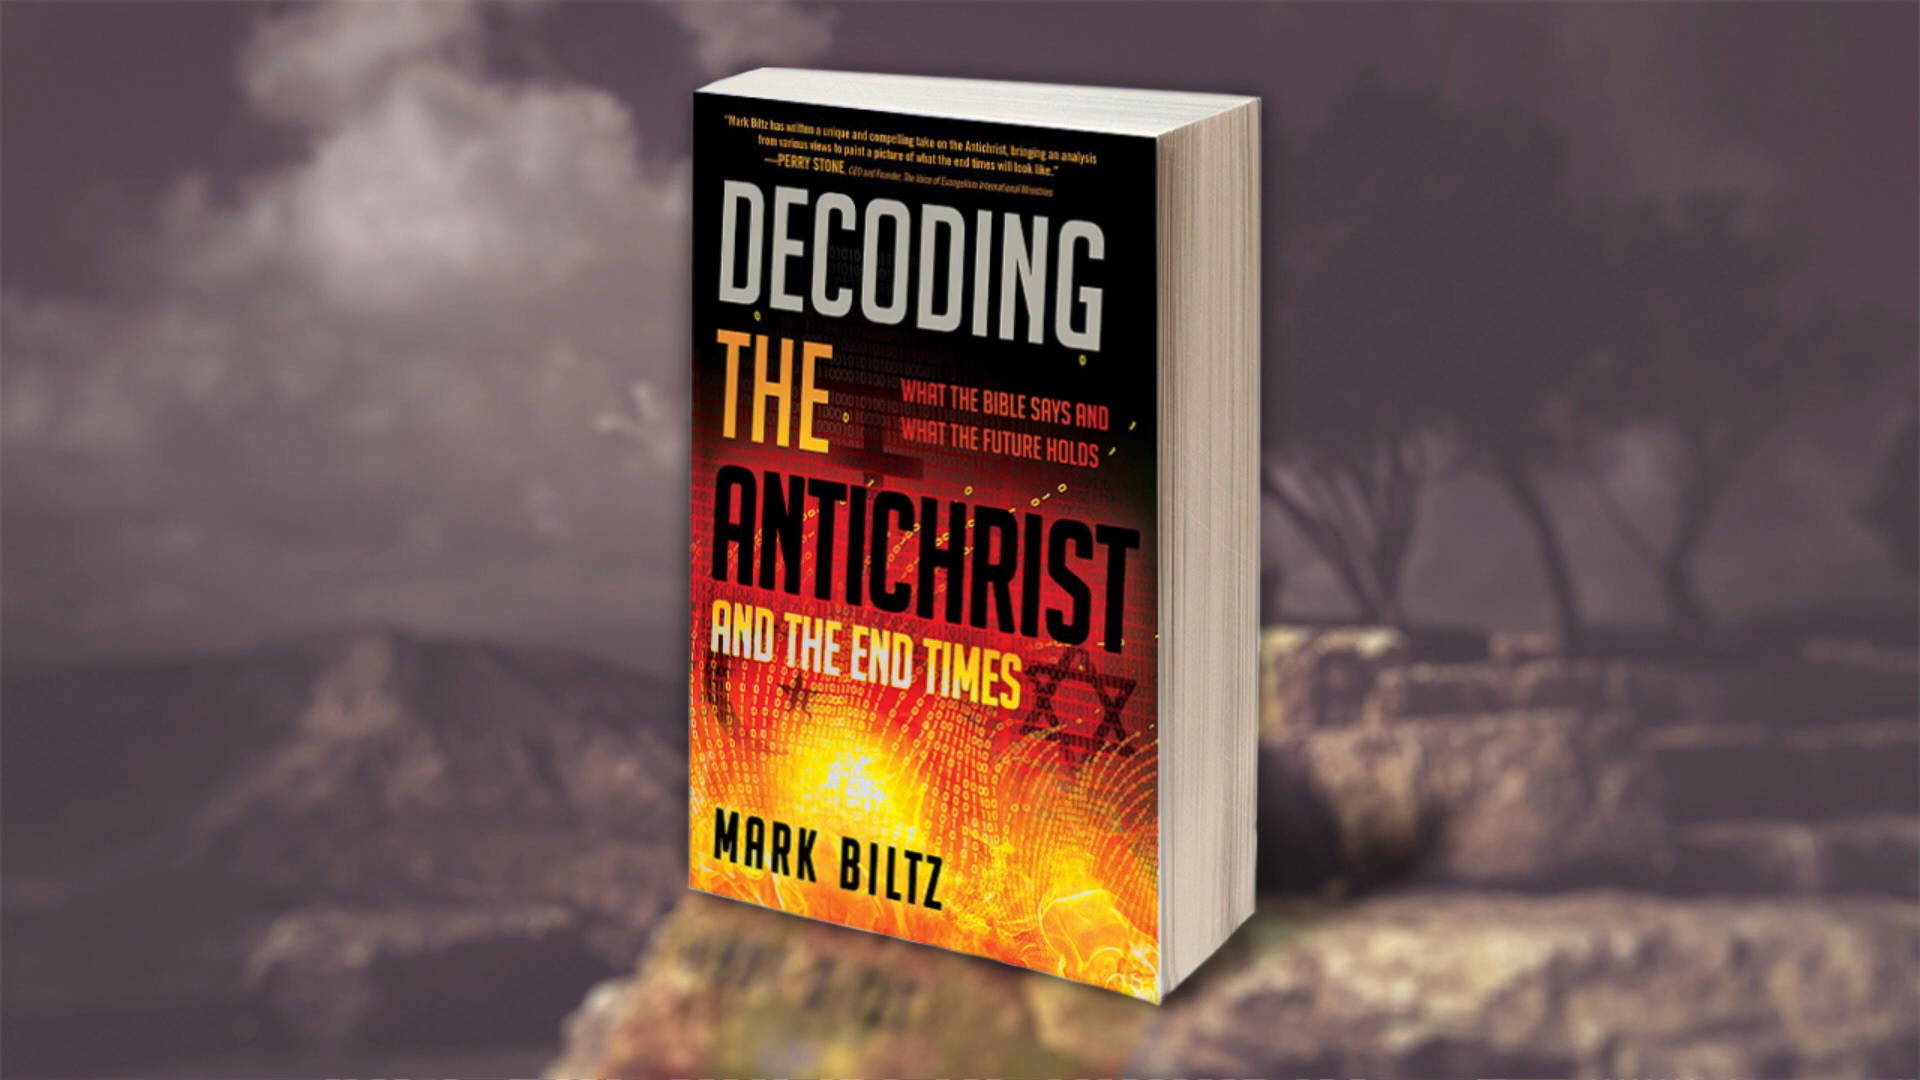 "Mark Biltz has written a unique and compelling take on the Antichrist, bringing an analysis
from various views to paint a picture of what the end times will look like."
—PERRY STONE, CEO and Founder, The Voice of Evangelism International Ministries
DECODING
THE
WHAT THE BIBLE SAYS AND
WHAT THE FUTURE HOLDS
ANTICHRIST
AND THE END TIMES
MARK BILTZ